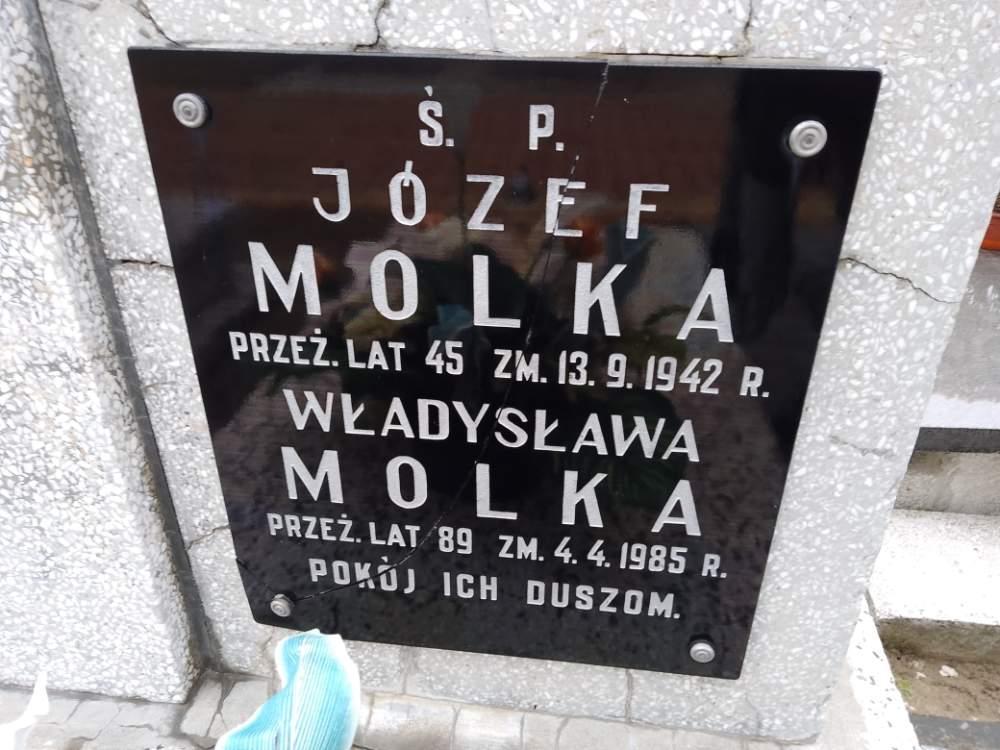 Ś. P.
JÓZEF
MOLKA
PRZEŻ. LAT 45 ZM. 13. 9. 1942 R.
WŁADYSŁAWA
MOLKA
PRZEŻ. LAT 89 ZM. 4. 4. 1985 R.
POKÓJ ICH DUSZOM.